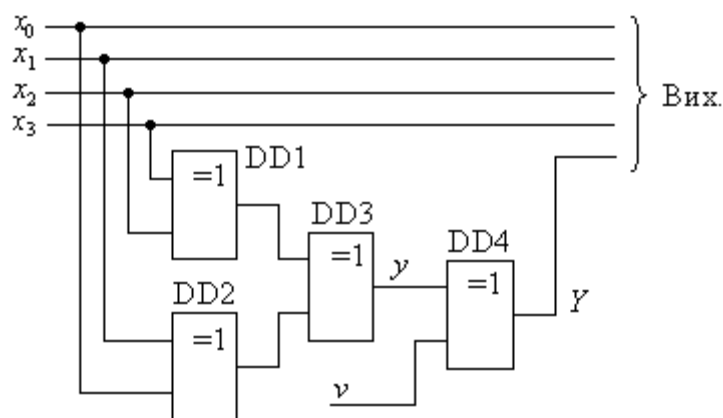 x0
x1
x2
x3
Вих.
=1
DD1
DD3
=1
y
DD4
=1
Y
DD2
=1
v